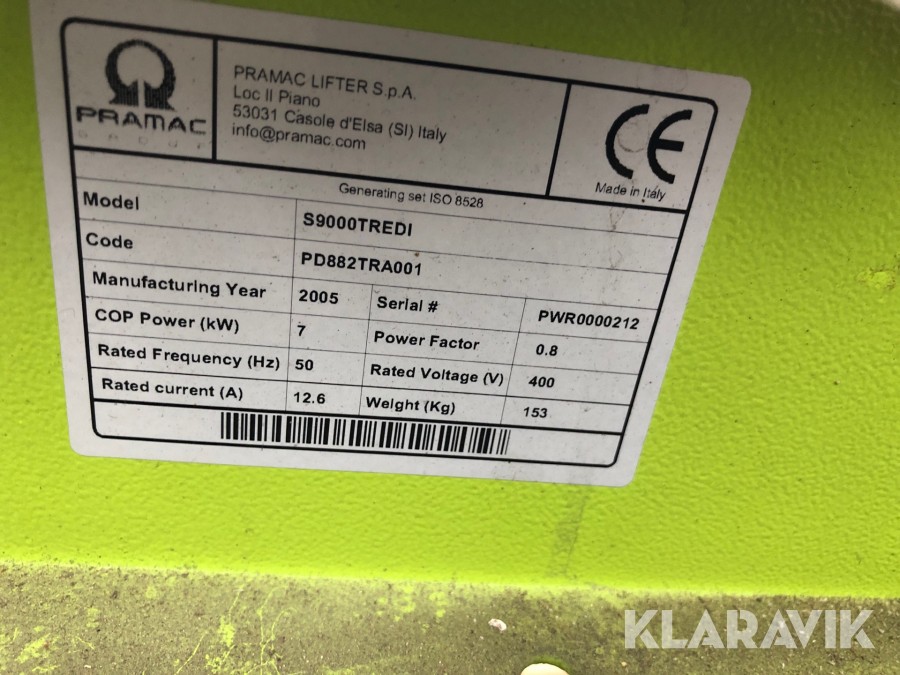 PRAMAC
GROUP
PRAMAC LIFTER S.p.A.
Loc Il Piano
53031 Casole d'Elsa (SI) Italy
info@pramac.com
CE
Made in Italy
Generating set ISO 8528
Model S9000TREDI
Code PD882TRA001
Manufacturing Year 2005 Serial # PWR0000212
COP Power (kW) 7 Power Factor 0.8
Rated Frequency (Hz) 50 Rated Voltage (V) 400
Rated current (A) 12.6 Weight (Kg) 153
KLARAVIK